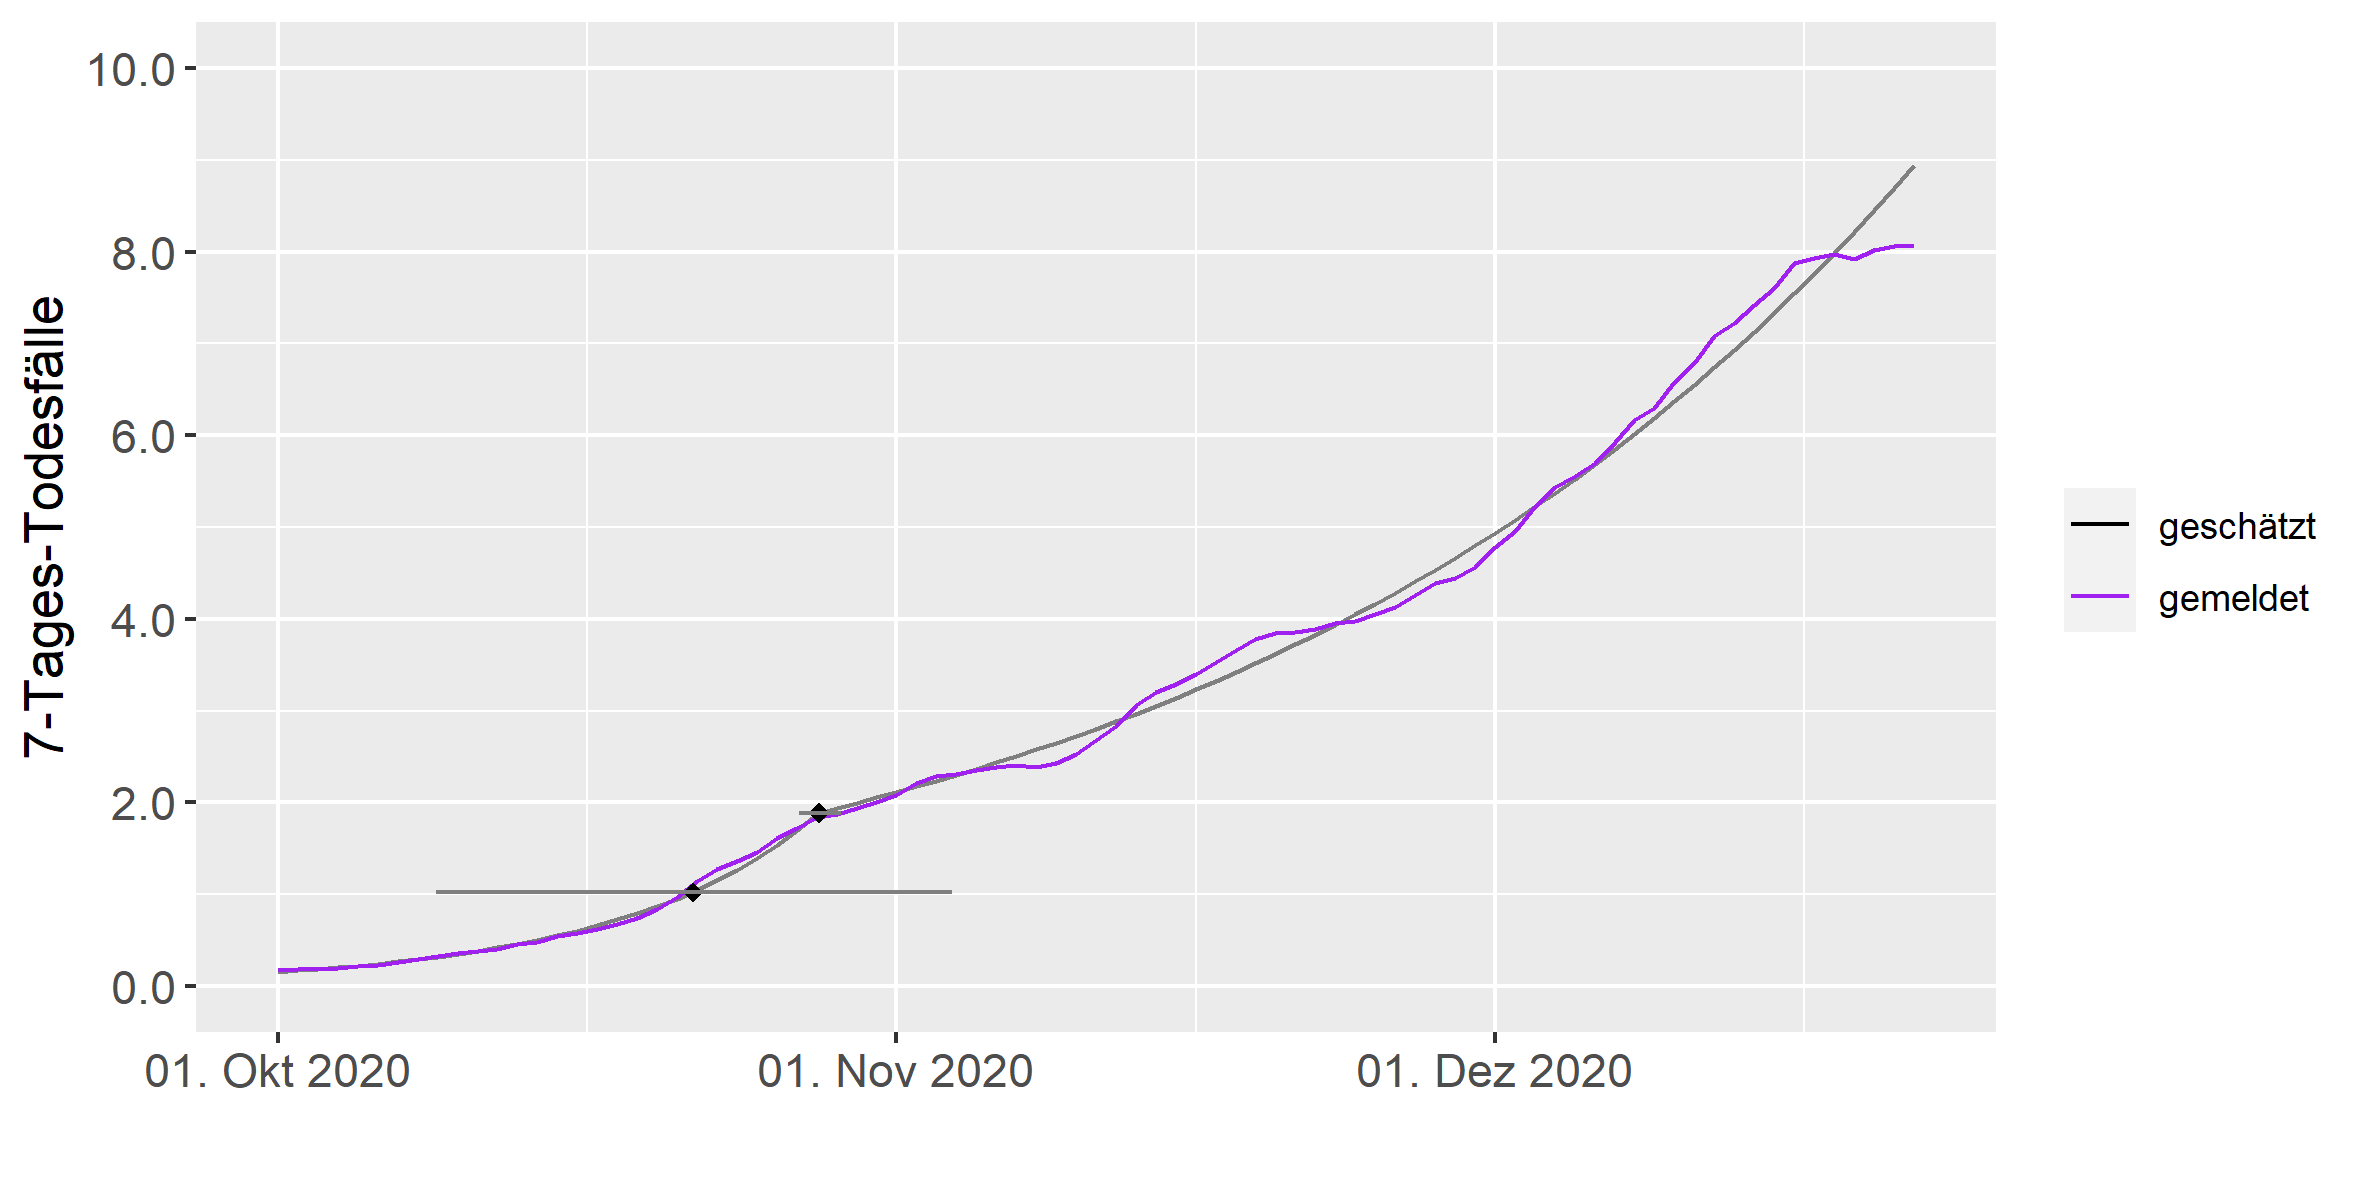 7-Tages-Todesfälle
10.0
8.0
6.0
4.0
2.0
0.0
01. Okt 2020
01. Nov 2020
01. Dez 2020
geschätzt
gemeldet